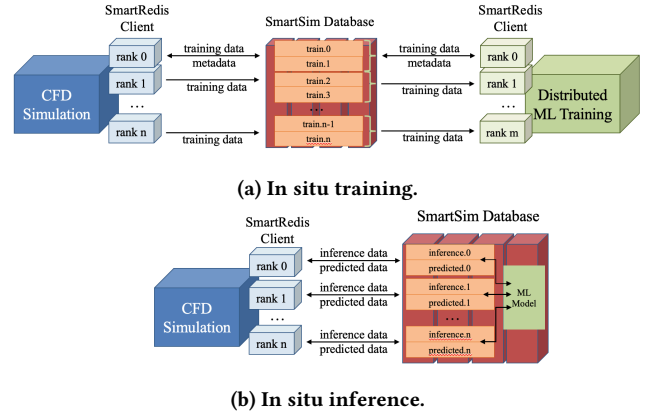 SmartRedis
Client
SmartSim Database
SmartRedis
Client
rank 0
training data
metadata
train.0
train.1
training data
metadata
rank 0
CFD
Simulation
rank 1
training data
train.2
train.3
training data
rank 1
Distributed
ML Training
...
...
...
rank n
training data
train.n-1
train.n
training data
rank m
(a) In situ training.
SmartRedis
Client
SmartSim Database
rank 0
inference data
predicted data
inference.0
predicted.0
CFD
Simulation
rank 1
inference data
predicted data
inference.1
predicted.1
ML
Model
...
...
rank n
inference data
predicted data
inference.n
predicted.n
(b) In situ inference.